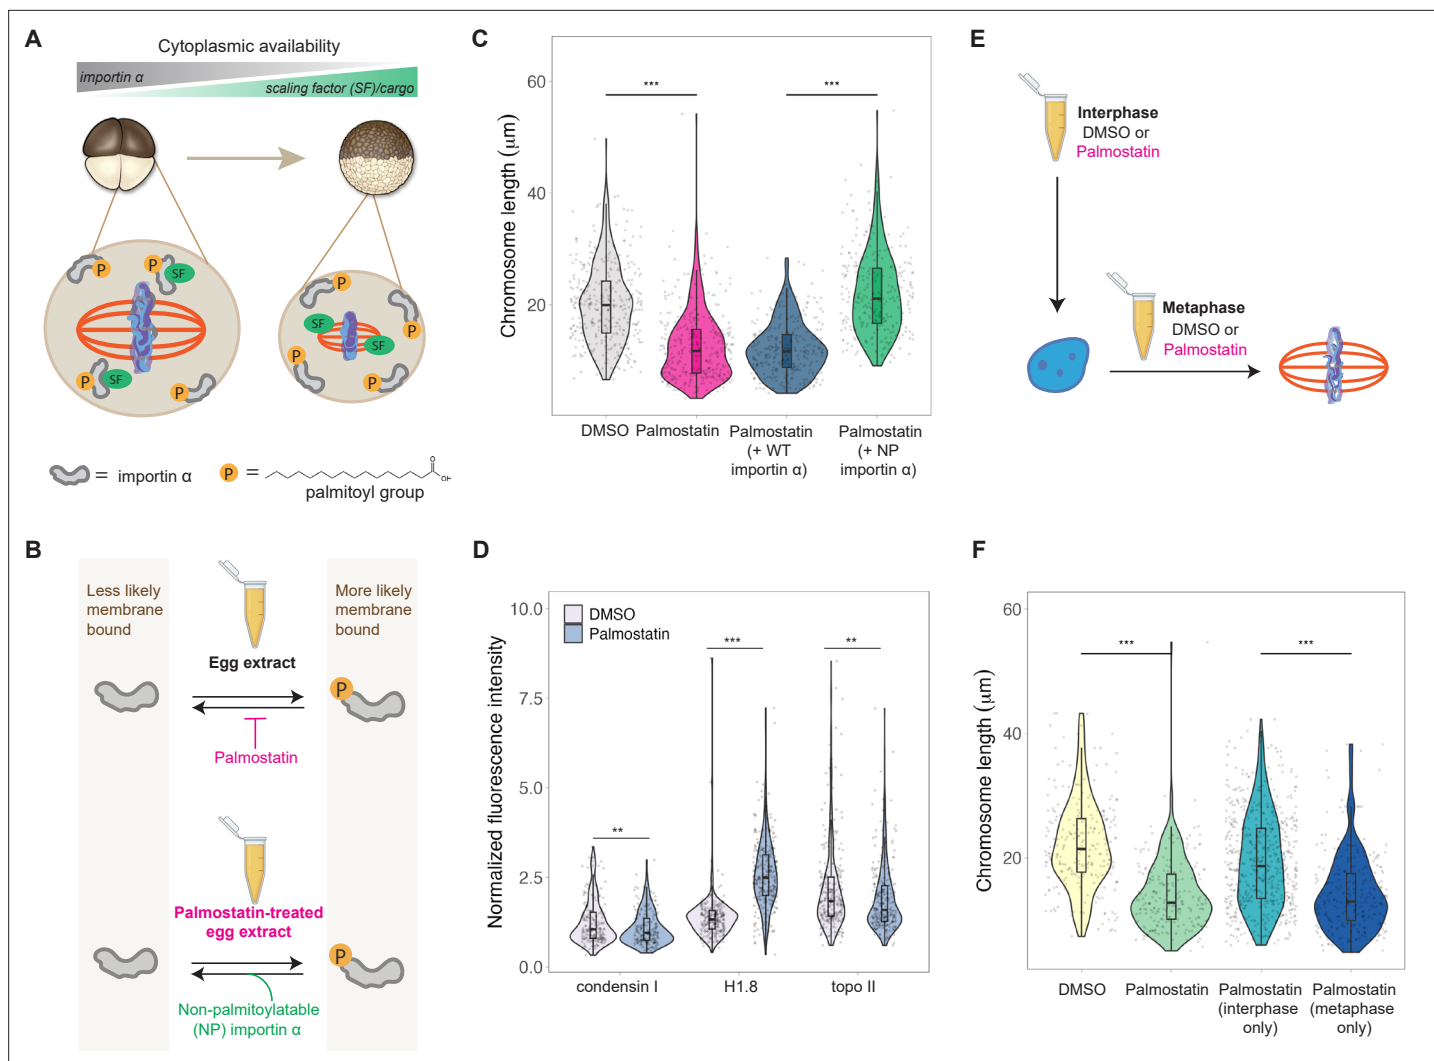 A
Cytoplasmic availability
importin α
scaling factor (SF)/cargo
P
P
SF
P
SF
P
P
P
SF
SF
P
P
= importin α
P =
O
OH
palmitoyl group
B
Less likely
membrane
bound
More likely
membrane
bound
Egg extract
P
Palmostatin
Palmostatin-treated
egg extract
P
Non-palmitoylatable
(NP) importin α
C
Chromosome length (μm)
60
40
20
***
***
DMSO
Palmostatin
Palmostatin
(+ WT
importin α)
Palmostatin
(+ NP
importin α)
D
Normalized fluorescence intensity
10.0
7.5
5.0
2.5
0.0
DMSO
Palmostatin
**
***
**
condensin I
H1.8
topo II
E
Interphase
DMSO or
Palmostatin
Metaphase
DMSO or
Palmostatin
F
Chromosome length (μm)
60
40
20
***
***
DMSO
Palmostatin
Palmostatin
(interphase
only)
Palmostatin
(metaphase
only)